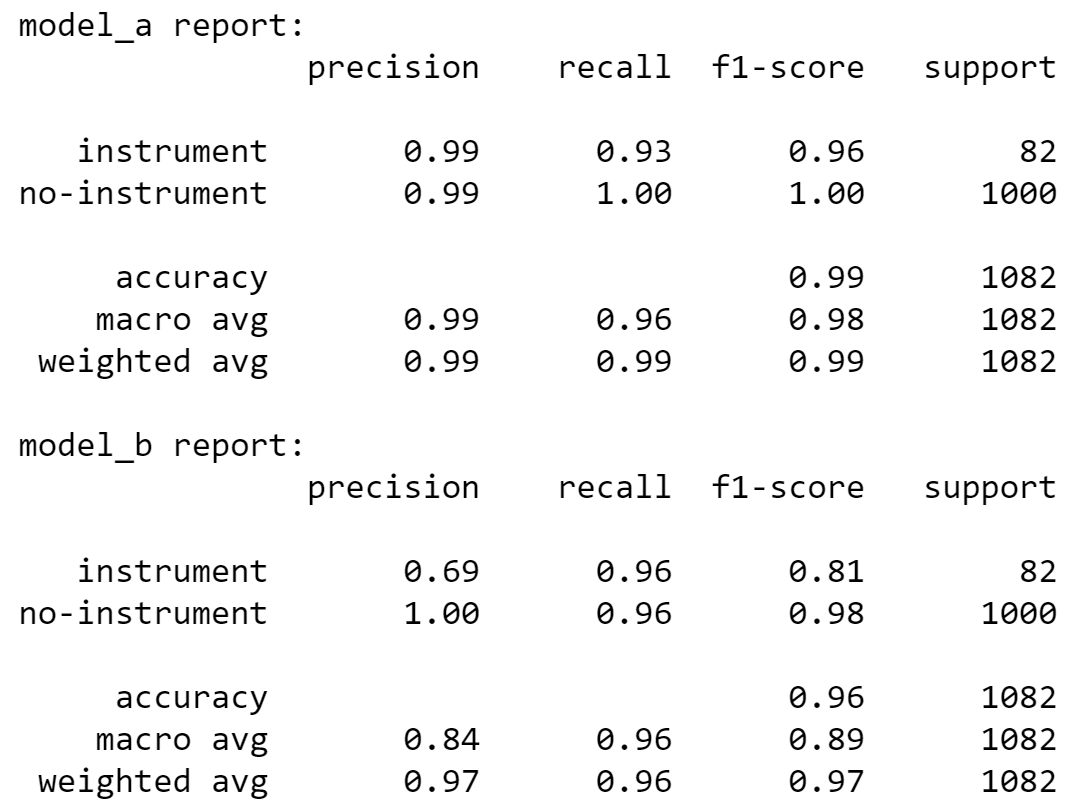 model_a report:
precision recall f1-score support
instrument 0.99 0.93 0.96 82
no-instrument 0.99 1.00 1.00 1000
accuracy 0.99 1082
macro avg 0.99 0.96 0.98 1082
weighted avg 0.99 0.99 0.99 1082
model_b report:
precision recall f1-score support
instrument 0.69 0.96 0.81 82
no-instrument 1.00 0.96 0.98 1000
accuracy 0.96 1082
macro avg 0.84 0.96 0.89 1082
weighted avg 0.97 0.96 0.97 1082